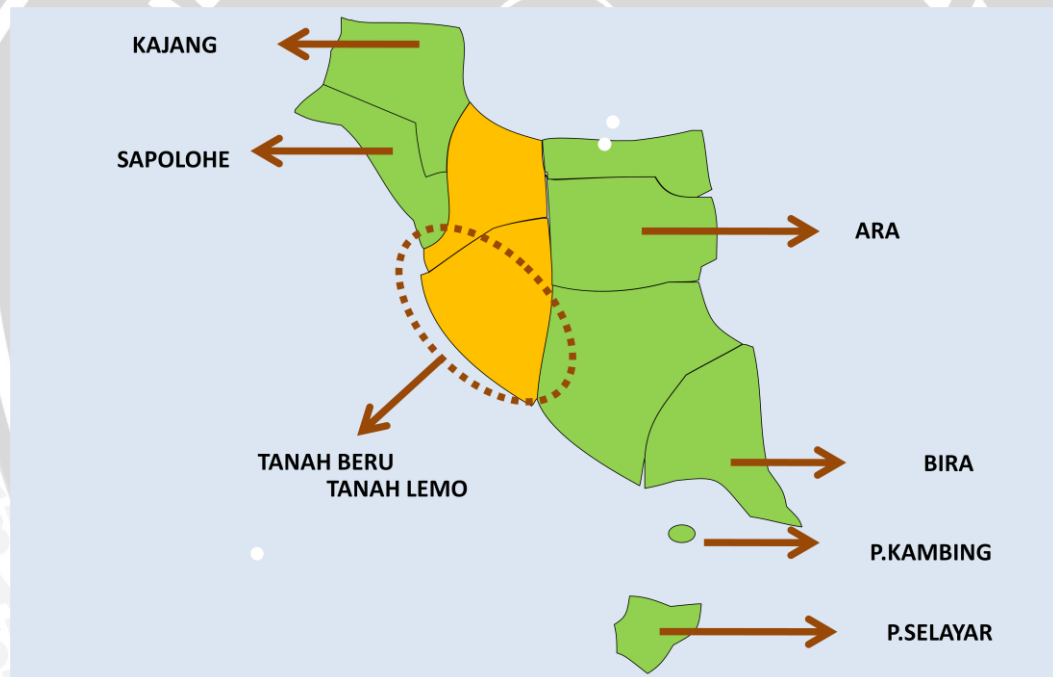 KAJANG
SAPOLOHE
ARA
TANAH BERU
TANAH LEMO
BIRA
P.KAMBING
P.SELAYAR